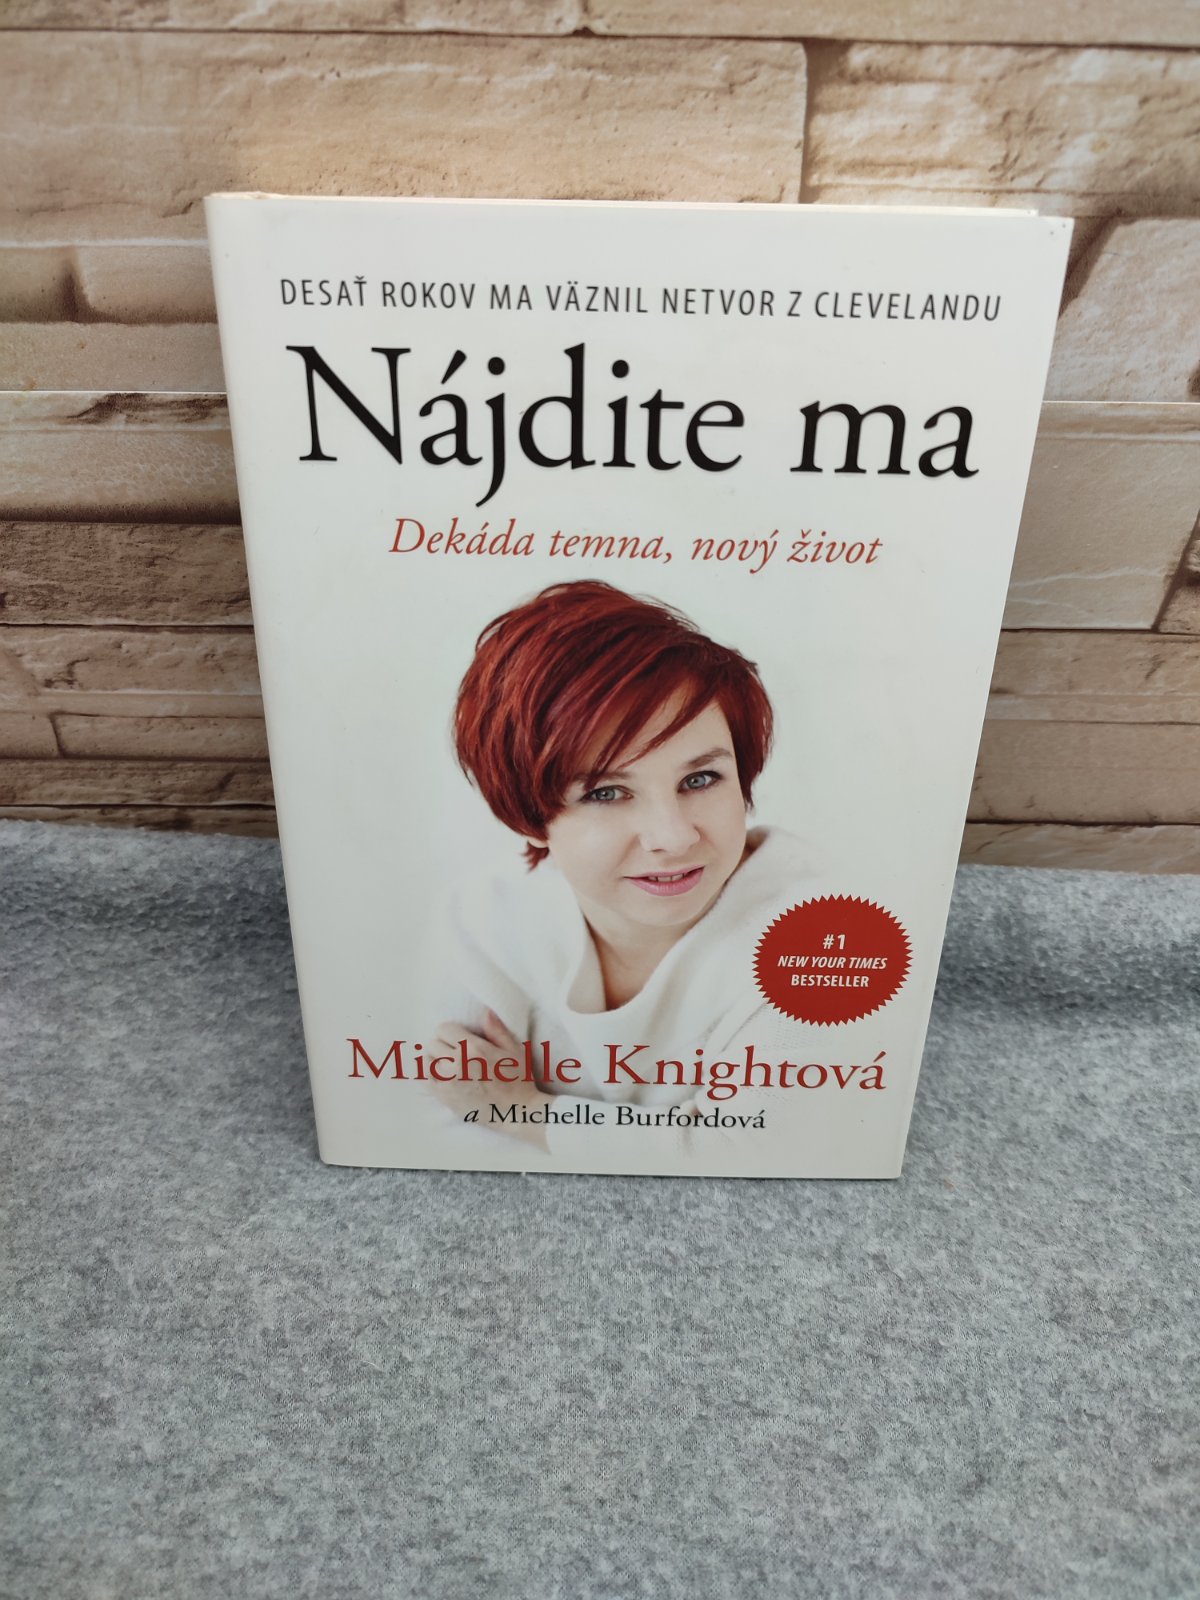 DESAŤ ROKOV MA VÄZNIL NETVOR Z CLEVELANDU
Nájdite ma
Dekáda temna, nový život
#1
NEW YOUR TIMES
BESTSELLER
Michelle Knightová
a Michelle Burfordová